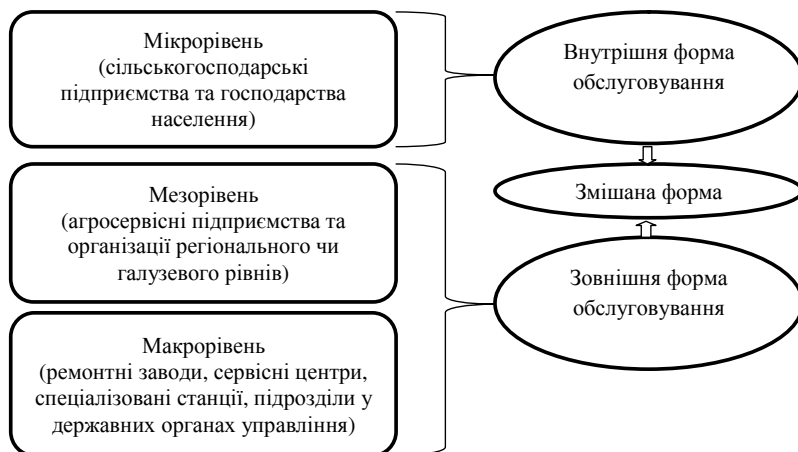 Мікрорівень
(сільськогосподарські
підприємства та господарства
населення)
Внутрішня форма
обслуговування
Мезорівень
(агросервісні підприємства та
організації регіонального чи
галузевого рівнів)
Змішана форма
Зовнішня форма
обслуговування
Макрорівень
(ремонтні заводи, сервісні центри,
спеціалізовані станції, підрозділи у
державних органах управління)